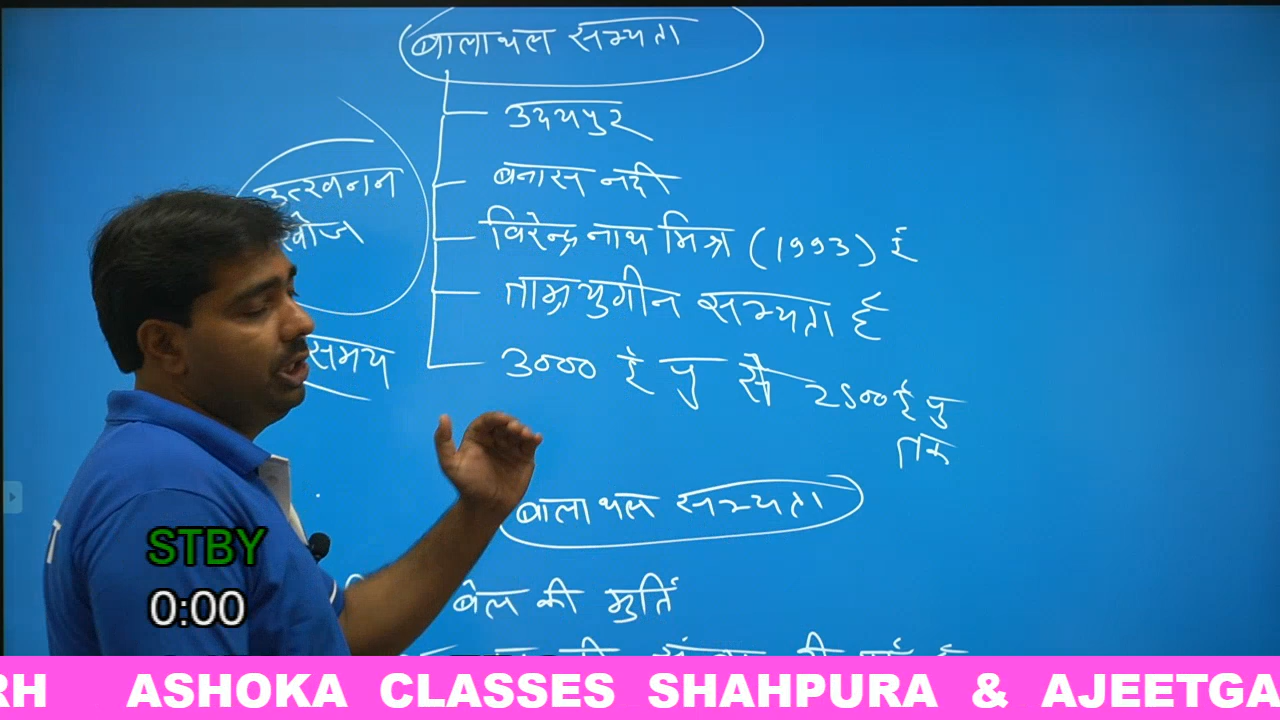 बालाथल सभ्यता
उदयपुर
उत्खनन
खोज
बनास नदी
विरेन्द्र नाथ मिश्र (1993) ई
ताम्रयुगीन सभ्यता है
समय
3000 ई पु से 2500 ई पु
तक
बालाथल सभ्यता
बेल की मुर्ति
STBY
0:00
RH ASHOKA CLASSES SHAHPURA & AJEETGA